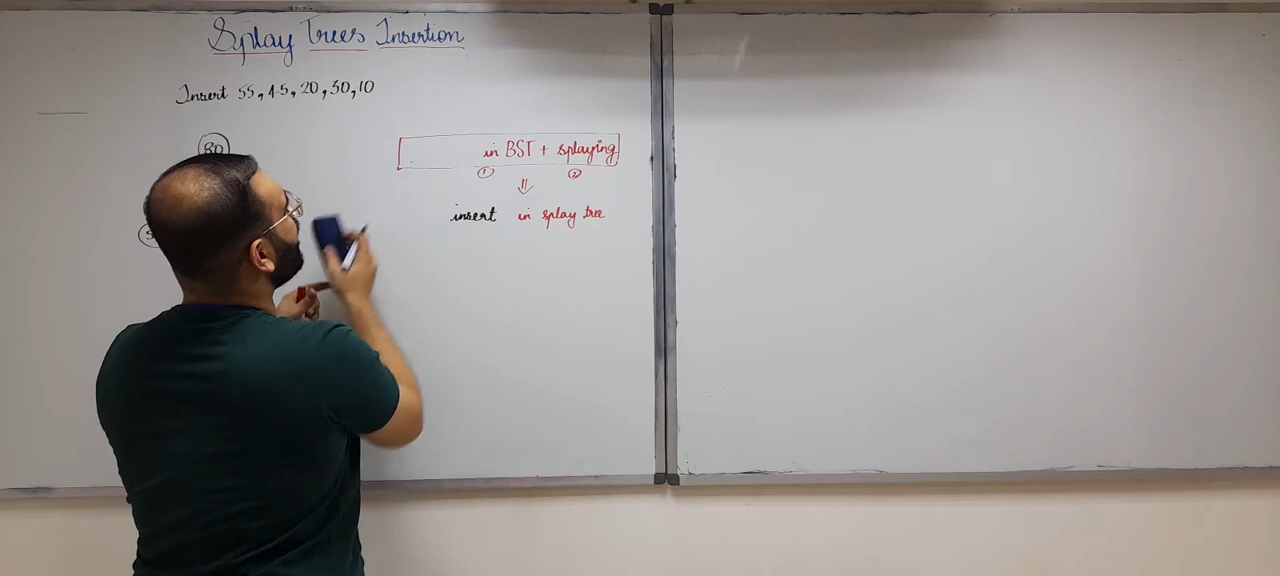 Splay Trees Insertion
Insert 55, 45, 20, 30, 10
80
in BST + splaying
1 2
⇓
insert in splay tree